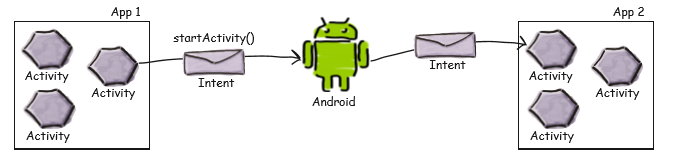 App 1
Activity
Activity
Activity
startActivity()
Intent
Android
Intent
App 2
Activity
Activity
Activity